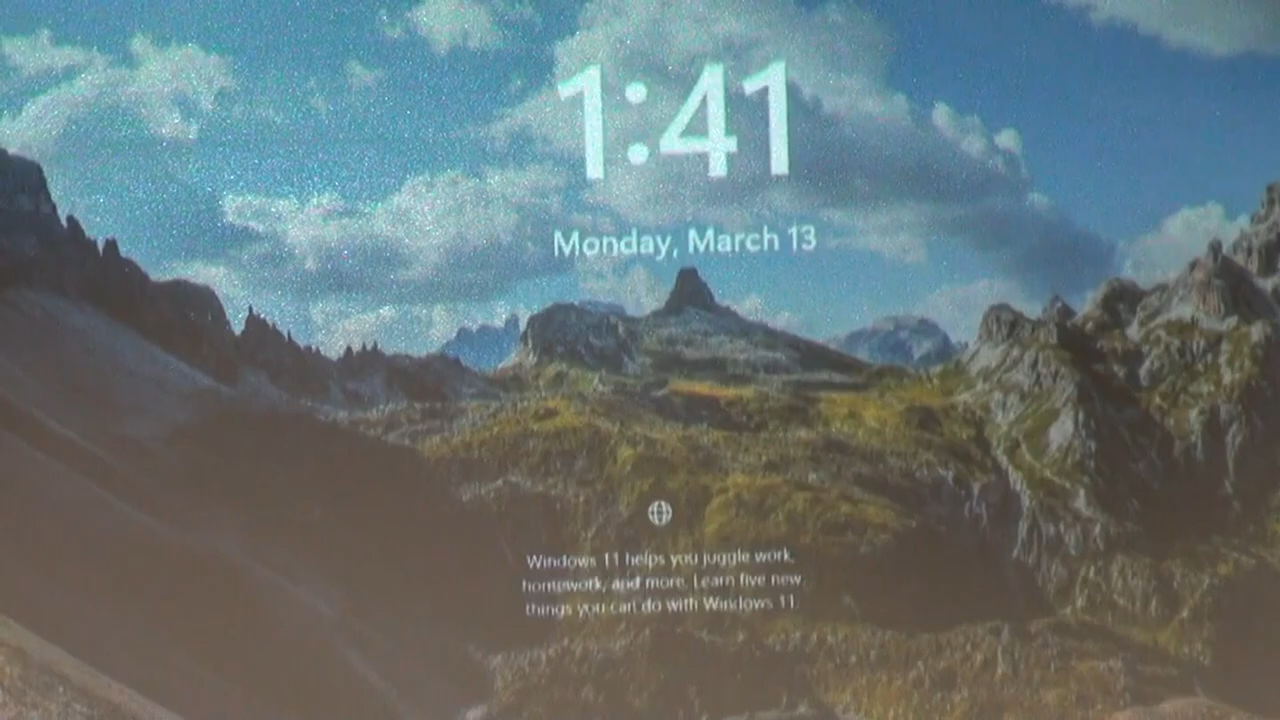 1:41
Monday, March 13
Windows 11 helps you juggle work,
homework, and more. Learn five new
things you can do with Windows 11.